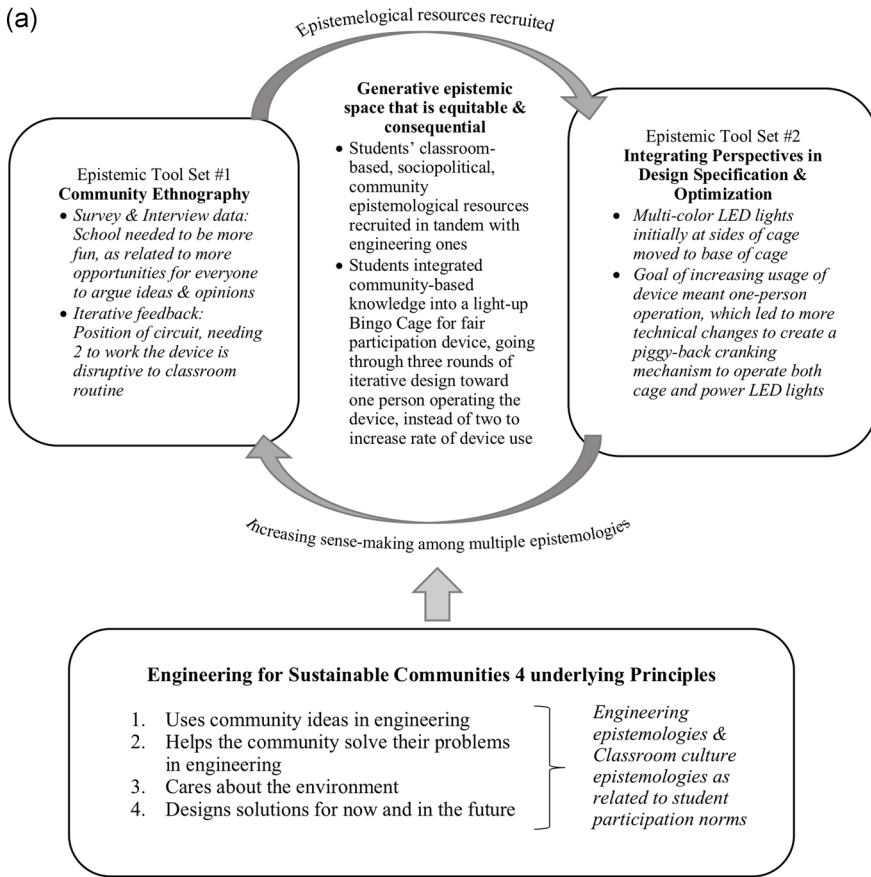 (a)
Epistemelogical resources recruited
Generative epistemic
space that is equitable &
consequential
• Students' classroom-
based, sociopolitical,
community
epistemological resources
recruited in tandem with
engineering ones
• Students integrated
community-based
knowledge into a light-up
Bingo Cage for fair
participation device, going
through three rounds of
iterative design toward
one person operating the
device, instead of two to
increase rate of device use
Epistemic Tool Set #1
Community Ethnography
• Survey & Interview data:
School needed to be more
fun, as related to more
opportunities for everyone
to argue ideas & opinions
• Iterative feedback:
Position of circuit, needing
2 to work the device is
disruptive to classroom
routine
Epistemic Tool Set #2
Integrating Perspectives in
Design Specification &
Optimization
• Multi-color LED lights
initially at sides of cage
moved to base of cage
• Goal of increasing usage of
device meant one-person
operation, which led to more
technical changes to create a
piggy-back cranking
mechanism to operate both
cage and power LED lights
Increasing sense-making among multiple epistemologies
Engineering for Sustainable Communities 4 underlying Principles
1. Uses community ideas in engineering
2. Helps the community solve their problems
in engineering
3. Cares about the environment
4. Designs solutions for now and in the future
Engineering
epistemologies &
Classroom culture
epistemologies as
related to student
participation norms